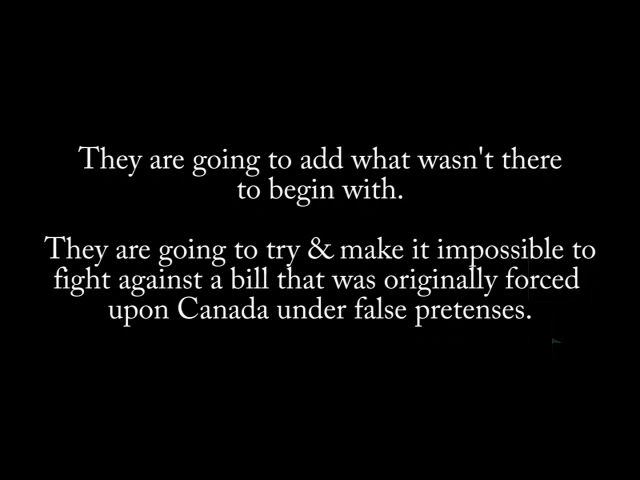 They are going to add what wasn't there
to begin with.
They are going to try & make it impossible to
fight against a bill that was originally forced
upon Canada under false pretenses.